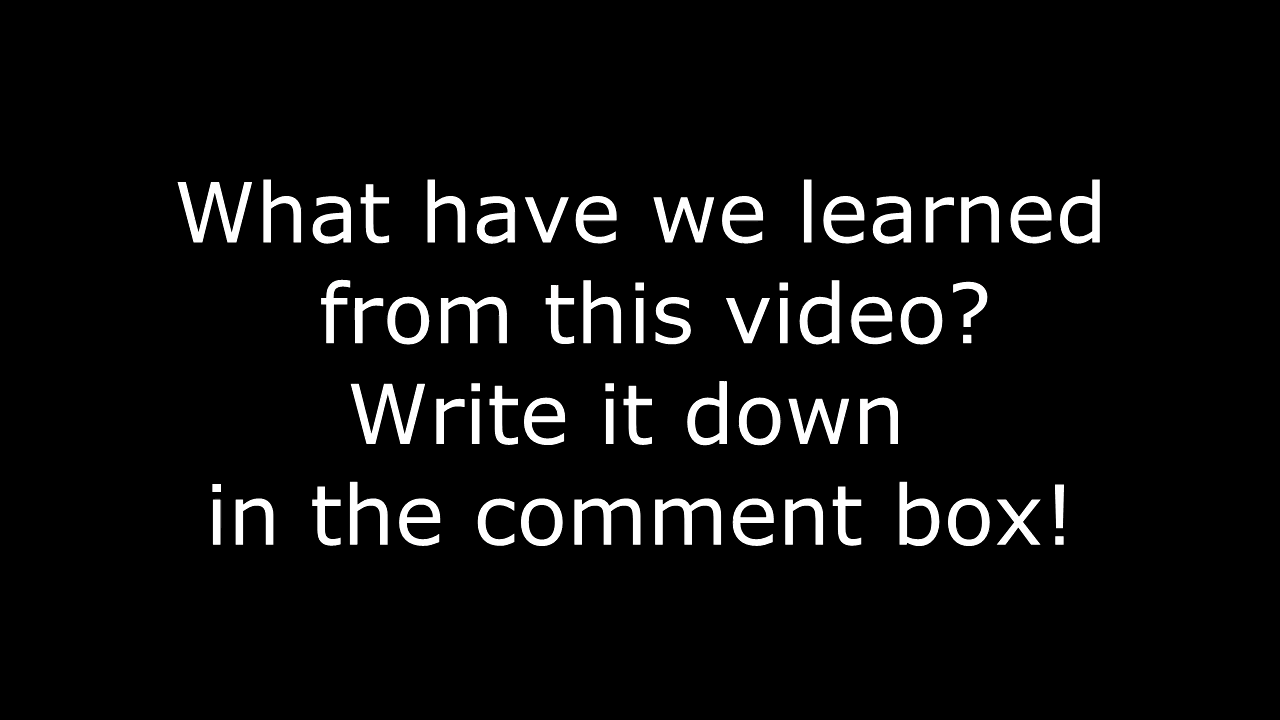 What have we learned
from this video?
Write it down
in the comment box!